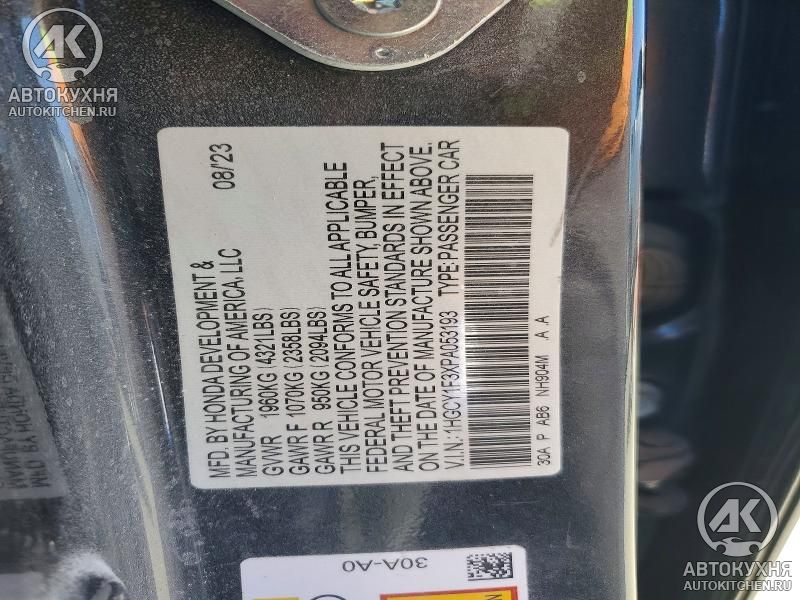 АК
АВТОКУХНЯ
AUTOKITCHEN.RU
MFD. BY HONDA DEVELOPMENT &
MANUFACTURING OF AMERICA, LLC
08/'23
GVWR 1960KG (4321LBS)
GAWR F 1070KG (2358LBS)
GAWR R 950KG (2094LBS)
THIS VEHICLE CONFORMS TO ALL APPLICABLE
FEDERAL MOTOR VEHICLE SAFETY, BUMPER,
AND THEFT PREVENTION STANDARDS IN EFFECT
ON THE DATE OF MANUFACTURE SHOWN ABOVE.
V.I.N.: 1HGCY1F3XPA053193 TYPE:PASSENGER CAR
30A P AB6 NH904M A A
30A-A0
АК
АВТОКУХНЯ
AUTOKITCHEN.RU